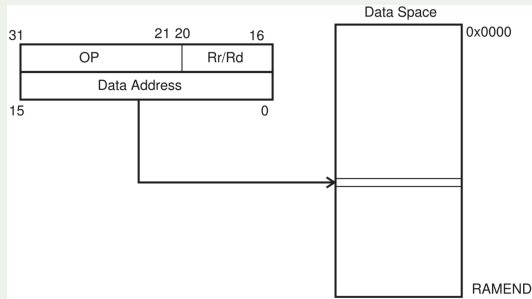 Data Space
0x0000
31 21 20 16
OP Rr/Rd
Data Address
15 0
RAMEND